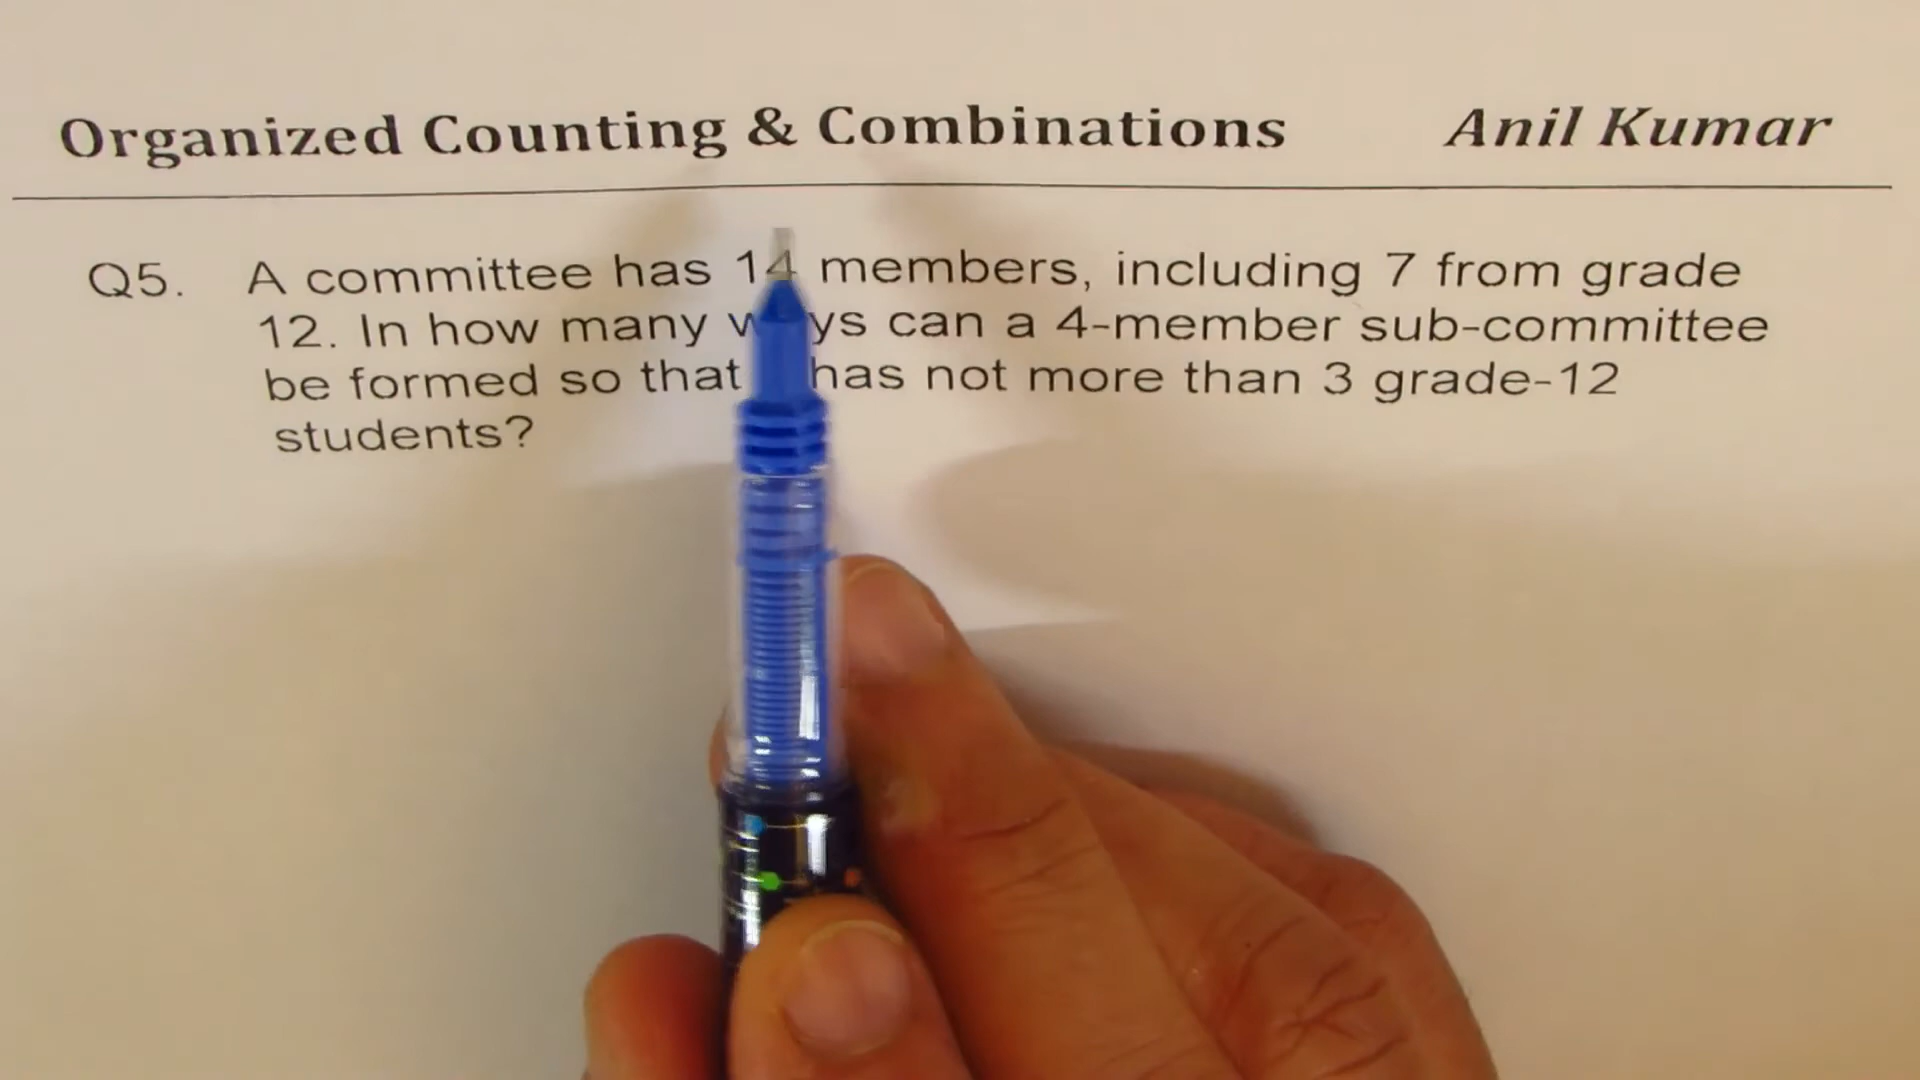 Organized Counting & Combinations Anil Kumar
Q5. A committee has 14 members, including 7 from grade
12. In how many ways can a 4-member sub-committee
be formed so that has not more than 3 grade-12
students?